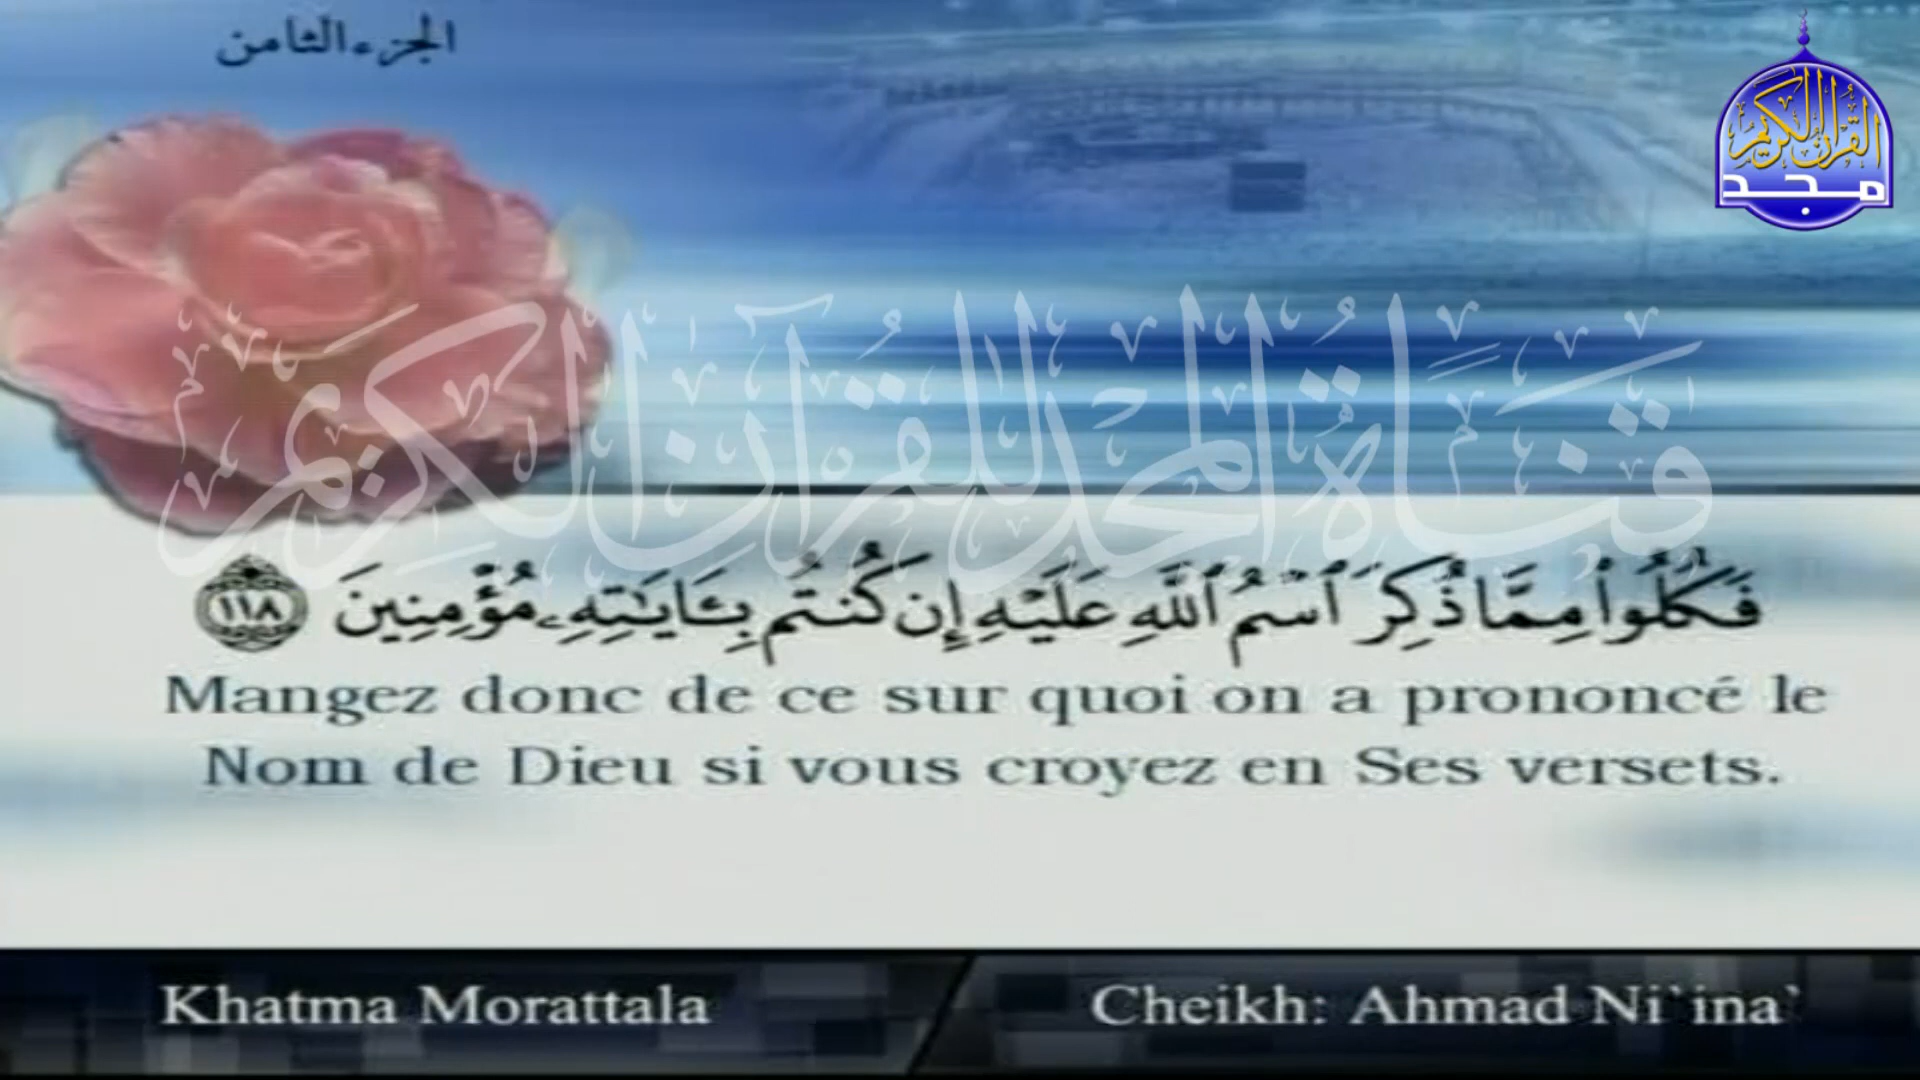 الجزء الثامن
القرآن الكريم
مجد
قناة المجد للقرآن الكريم
فَكُلُوا۟ مِمَّا ذُكِرَ ٱسْمُ ٱللَّهِ عَلَيْهِ إِن كُنتُم بِـَٔايَـٰتِهِۦ مُؤْمِنِينَ ١١٨
Mangez donc de ce sur quoi on a prononcé le
Nom de Dieu si vous croyez en Ses versets.
Khatma Morattala
Cheikh: Ahmad Ni`ina`